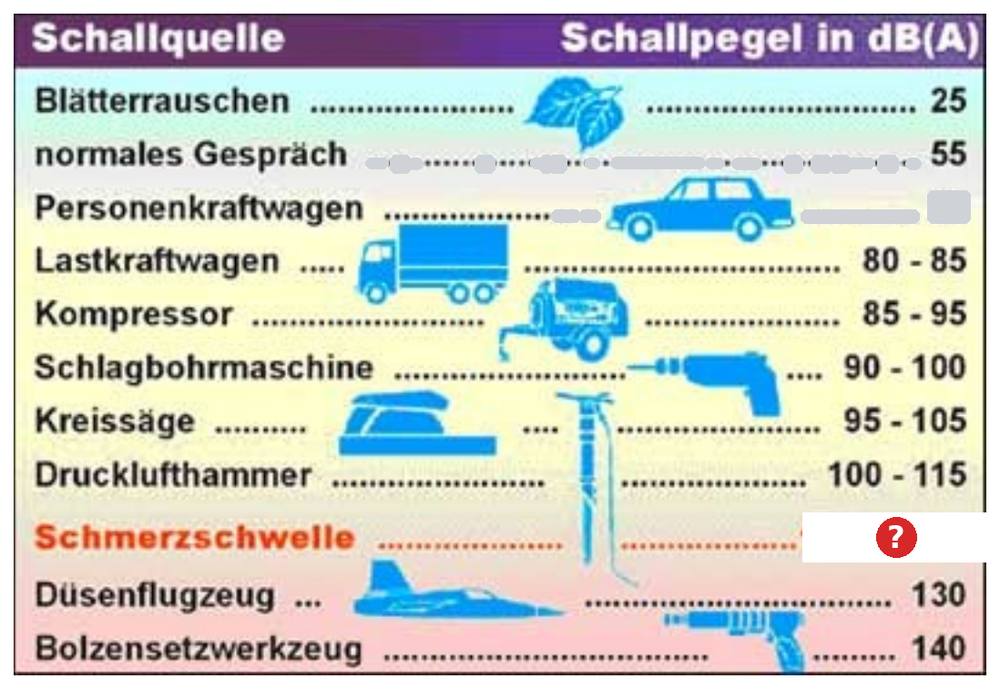 Schallquelle Schallpegel in dB(A)
Blätterrauschen ........................ 25
normales Gespräch ........................ 55
Personenkraftwagen ........................
Lastkraftwagen ........................ 80 - 85
Kompressor ........................ 85 - 95
Schlagbohrmaschine ........................ 90 - 100
Kreissäge ........................ 95 - 105
Drucklufthammer ........................ 100 - 115
Schmerzschwelle ........................ ?
Düsenflugzeug ........................ 130
Bolzensetzwerkzeug ........................ 140